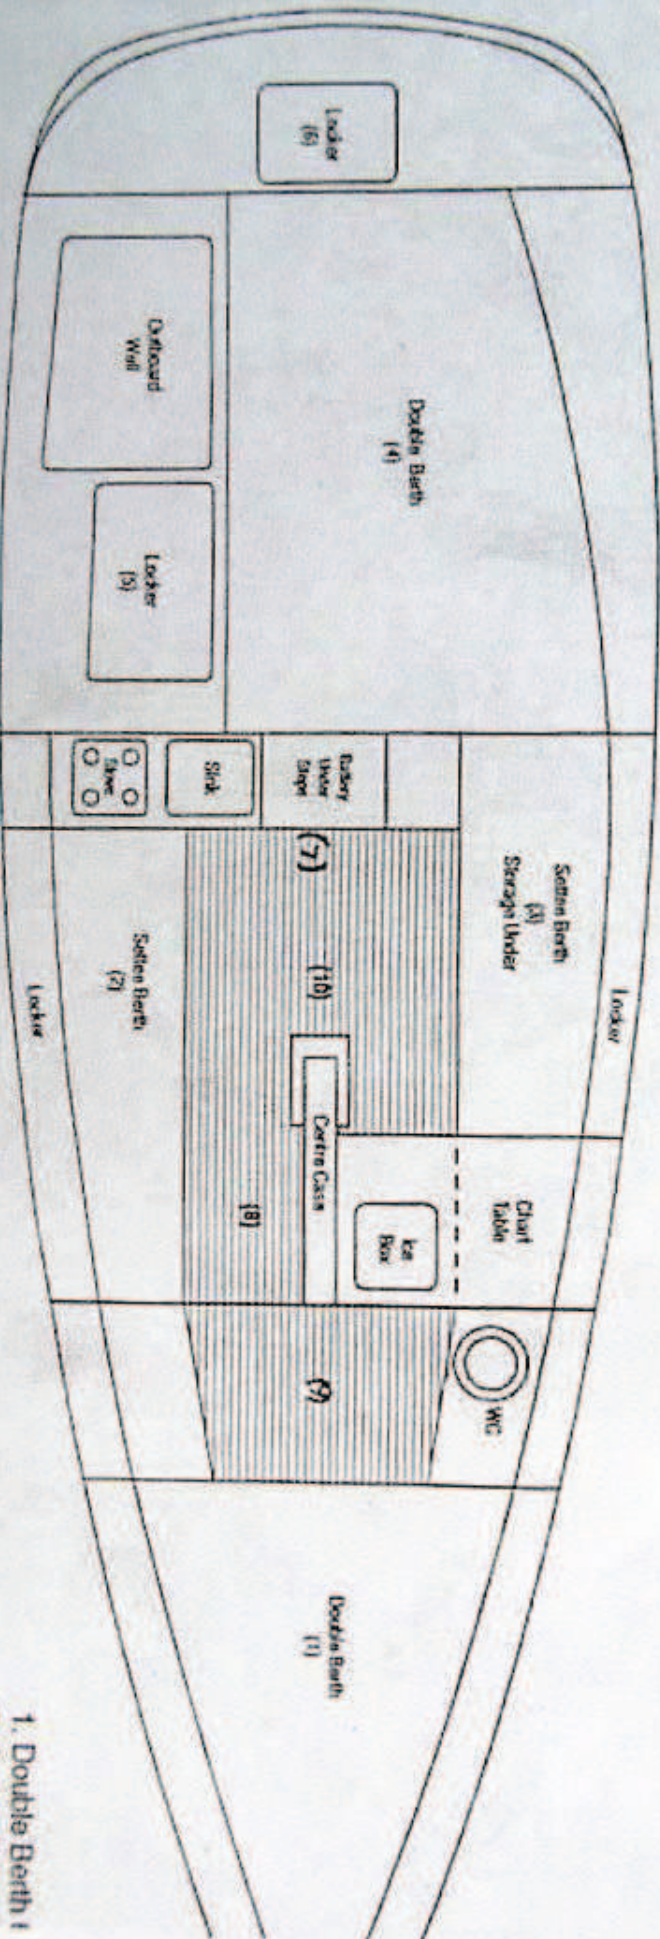 Locker
(6)
Outboard
Well
Double Berth
(4)
Locker
(5)
Stove
Sink
Battery
Under
Steps
(7)
Settee Berth
(3)
Storage Under
Locker
(10)
Settee Berth
(2)
Locker
Centre Case
(8)
Ice
Box
Chart
Table
(9)
WC
Double Berth
(1)
1. Double Berth